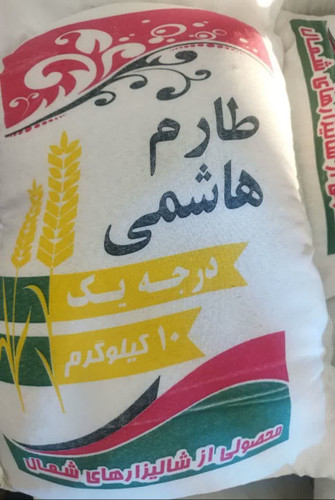 طارم
هاشمی
درجه یک
۱۰ کیلوگرم
محصولی از شالیزارهای شمال